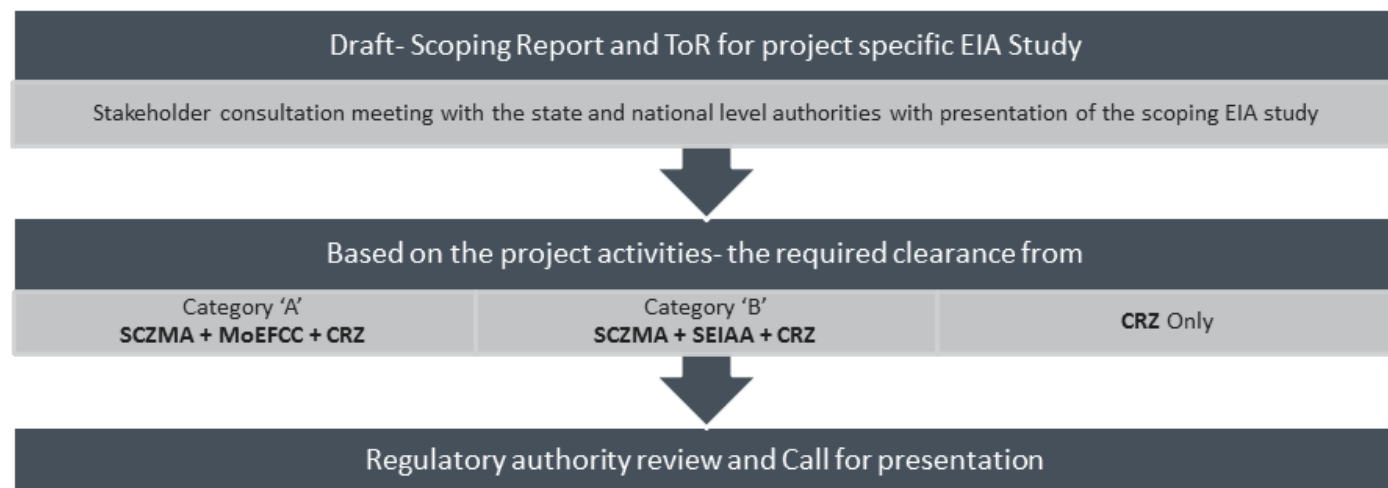 Draft- Scoping Report and ToR for project specific EIA Study
Stakeholder consultation meeting with the state and national level authorities with presentation of the scoping EIA study
Based on the project activities- the required clearance from
Category ‘A’
SCZMA + MoEFCC + CRZ
Category ‘B’
SCZMA + SEIAA + CRZ
CRZ Only
Regulatory authority review and Call for presentation